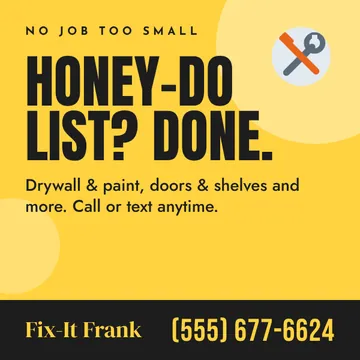 NO JOB TOO SMALL
HONEY-DO
LIST? DONE.
Drywall & paint, doors & shelves and
more. Call or text anytime.
Fix-It Frank
(555) 677-6624